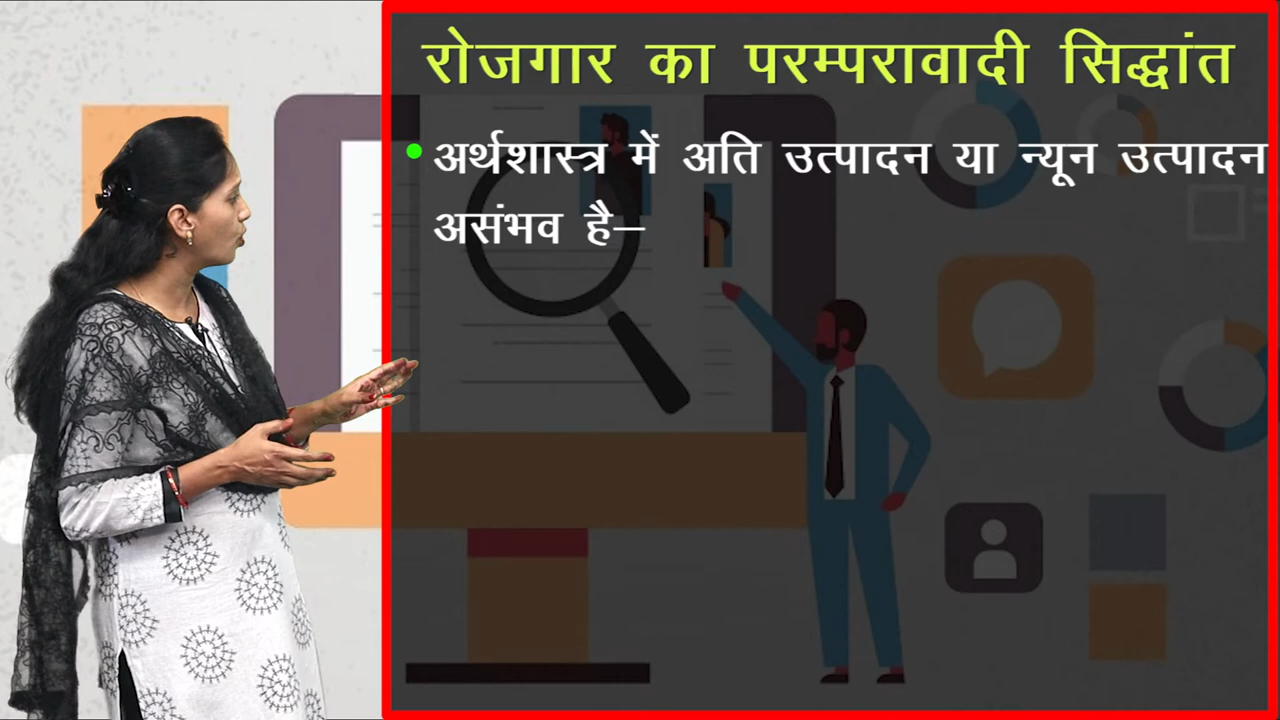 रोजगार का परम्परावादी सिद्धांत
• अर्थशास्त्र में अति उत्पादन या न्यून उत्पादन
असंभव है–